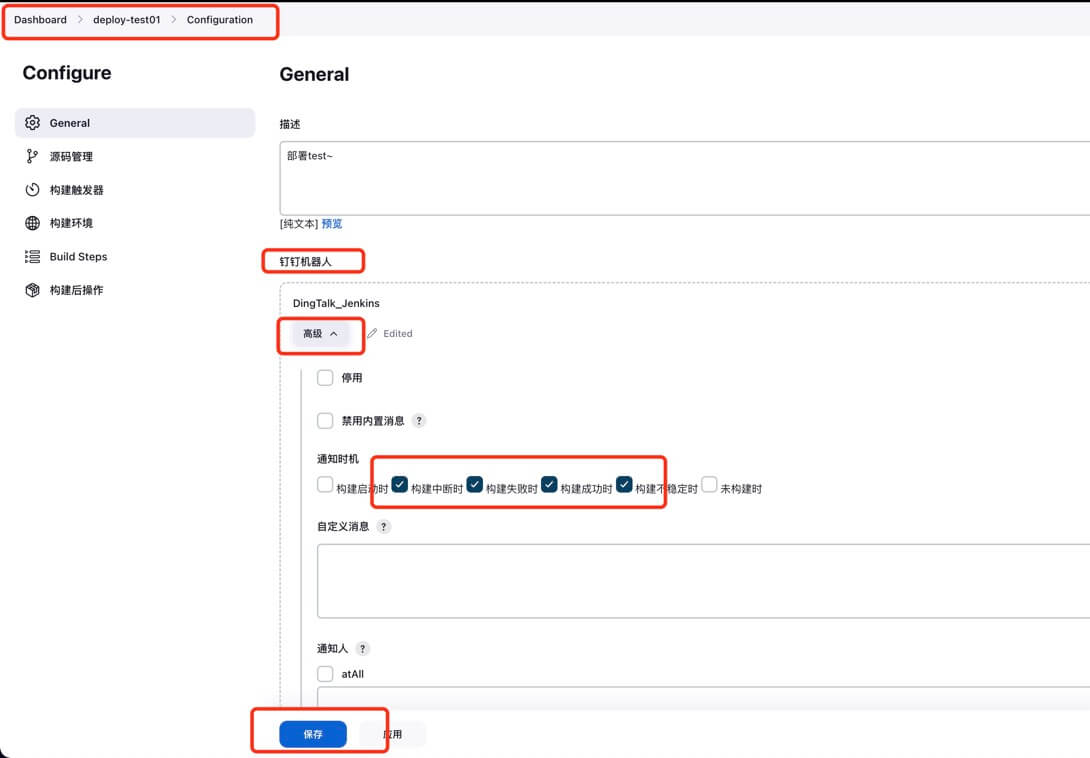 Dashboard > deploy-test01 > Configuration
Configure
General
源码管理
构建触发器
构建环境
Build Steps
构建后操作
General
描述
部署test~
[纯文本] 预览
钉钉机器人
DingTalk_Jenkins
高级 Edited
停用
禁用内置消息 ?
通知时机
构建启动时 构建中断时 构建失败时 构建成功时 构建不稳定时 未构建时
自定义消息 ?
通知人 ?
atAll
保存 应用